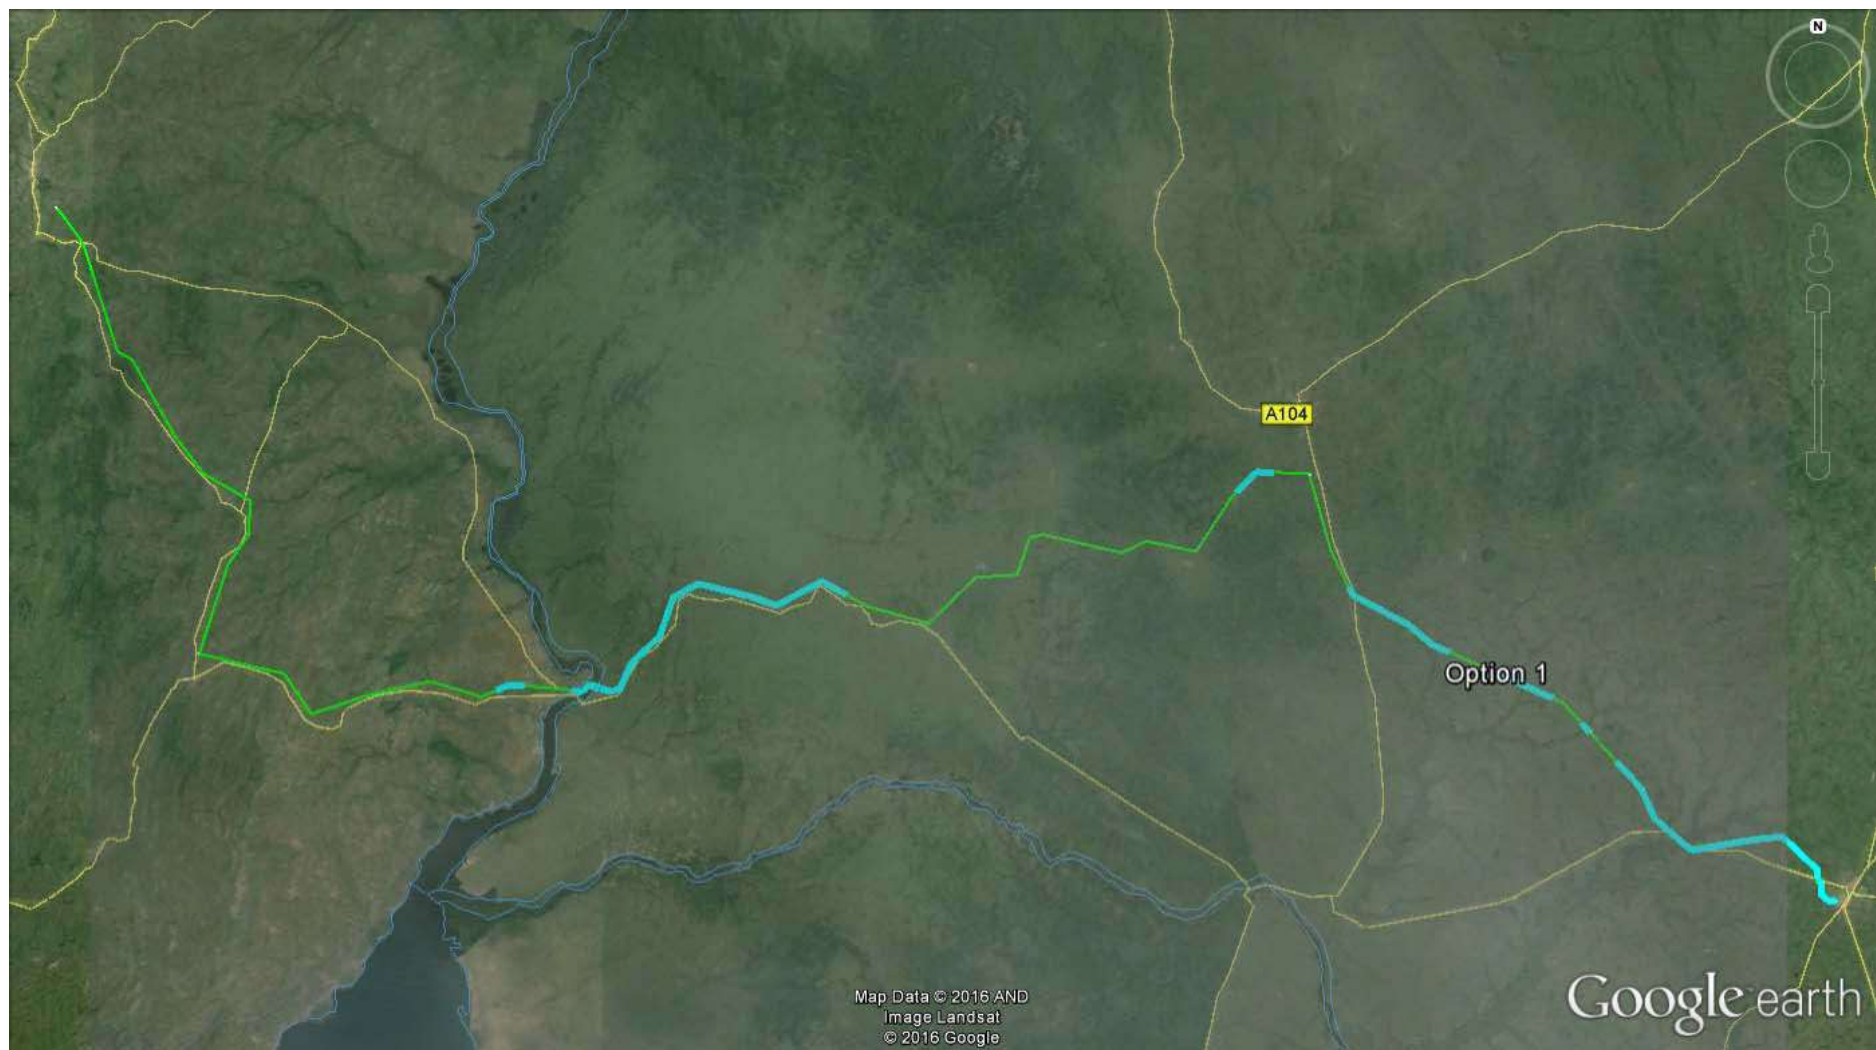 N
A104
Option 1
Map Data © 2016 AND
Image Landsat
© 2016 Google
Google earth